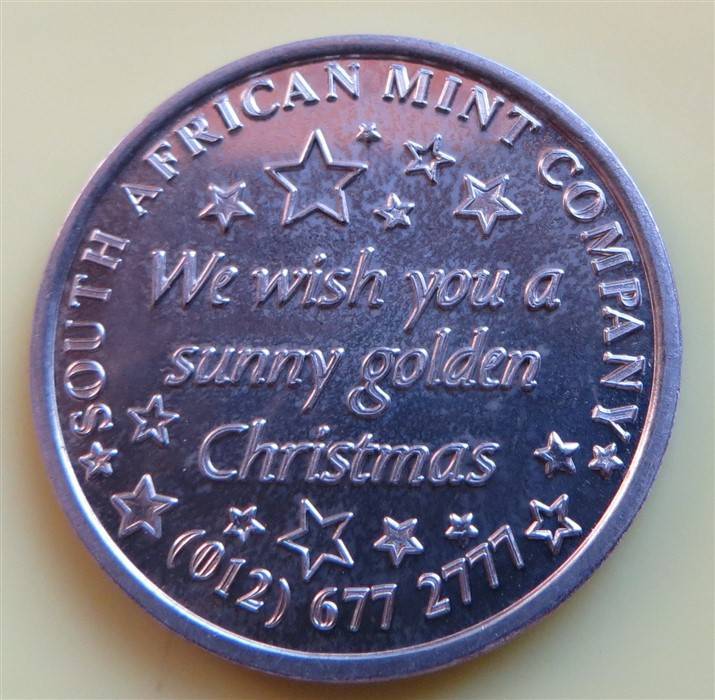 SOUTH AFRICAN MINT COMPANY
We wish you a
sunny golden
Christmas
(012) 677 2777